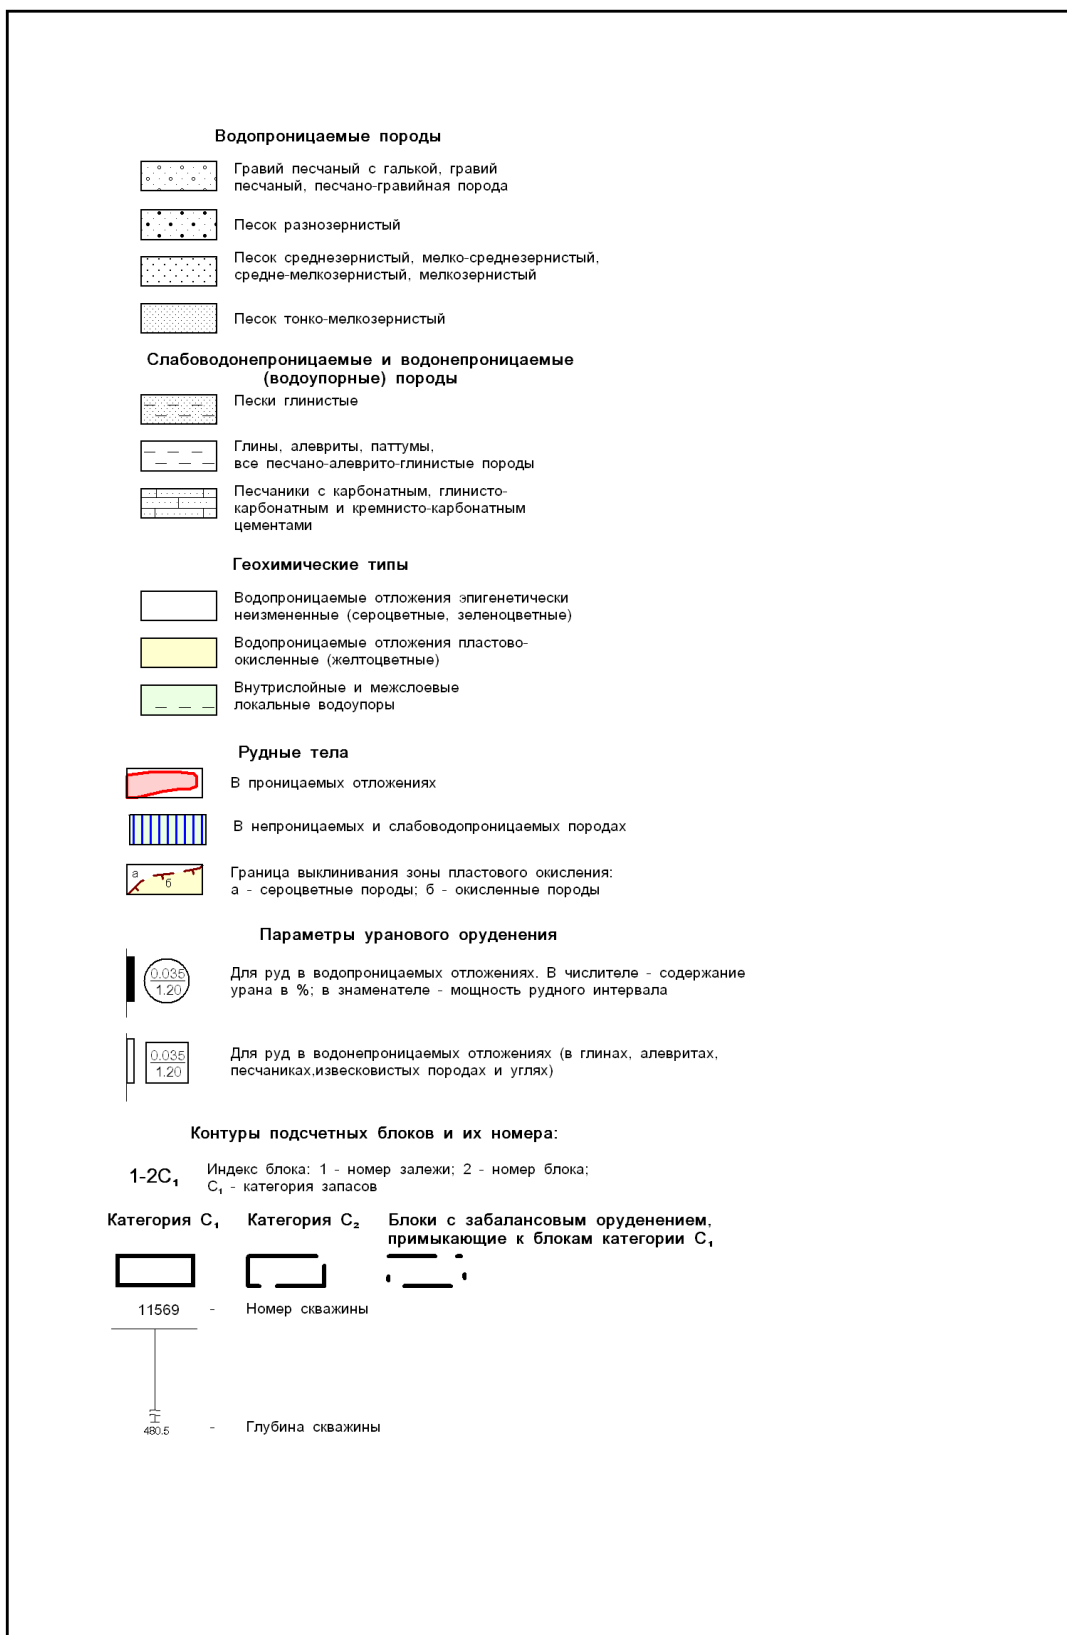 Водопроницаемые породы
Гравий песчаный с галькой, гравий
песчаный, песчано-гравийная порода
Песок разнозернистый
Песок среднезернистый, мелко-среднезернистый,
средне-мелкозернистый, мелкозернистый
Песок тонко-мелкозернистый
Слабоводонепроницаемые и водонепроницаемые
(водоупорные) породы
Пески глинистые
Глины, алевриты, паттумы,
все песчано-алеврито-глинистые породы
Песчаники с карбонатным, глинисто-
карбонатным и кремнисто-карбонатным
цементами
Геохимические типы
Водопроницаемые отложения эпигенетически
неизмененные (сероцветные, зеленоцветные)
Водопроницаемые отложения пластово-
окисленные (желтоцветные)
Внутрислойные и межслоевые
локальные водоупоры
Рудные тела
В проницаемых отложениях
В непроницаемых и слабоводопроницаемых породах
а
б
Граница выклинивания зоны пластового окисления:
а - сероцветные породы; б - окисленные породы
Параметры уранового оруденения
0.035
1.20
Для руд в водопроницаемых отложениях. В числителе - содержание
урана в %; в знаменателе - мощность рудного интервала
0.035
1.20
Для руд в водонепроницаемых отложениях (в глинах, алевритах,
песчаниках,известковистых породах и углях)
Контуры подсчетных блоков и их номера:
1-2С₁
Индекс блока: 1 - номер залежи; 2 - номер блока;
С₁ - категория запасов
Категория С₁
Категория С₂
Блоки с забалансовым оруденением,
примыкающие к блокам категории С₁
11569 - Номер скважины
480.5 - Глубина скважины